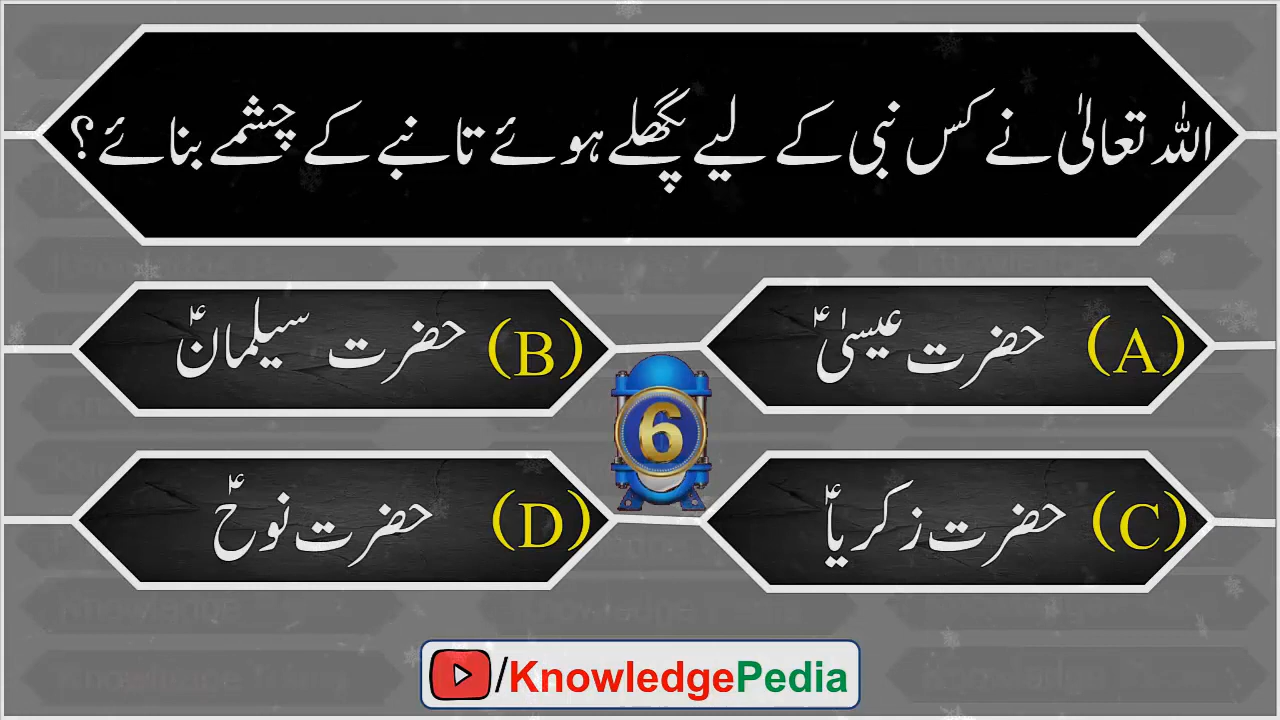 اللہ تعالیٰ نے کس نبی کے لیے پگھلے ہوئے تانبے کے چشمے بنائے؟
(A) حضرت عیسیٰؑ
(B) حضرت سیلمانؑ
6
(C) حضرت زکریاؑ
(D) حضرت نوحؑ
/KnowledgePedia